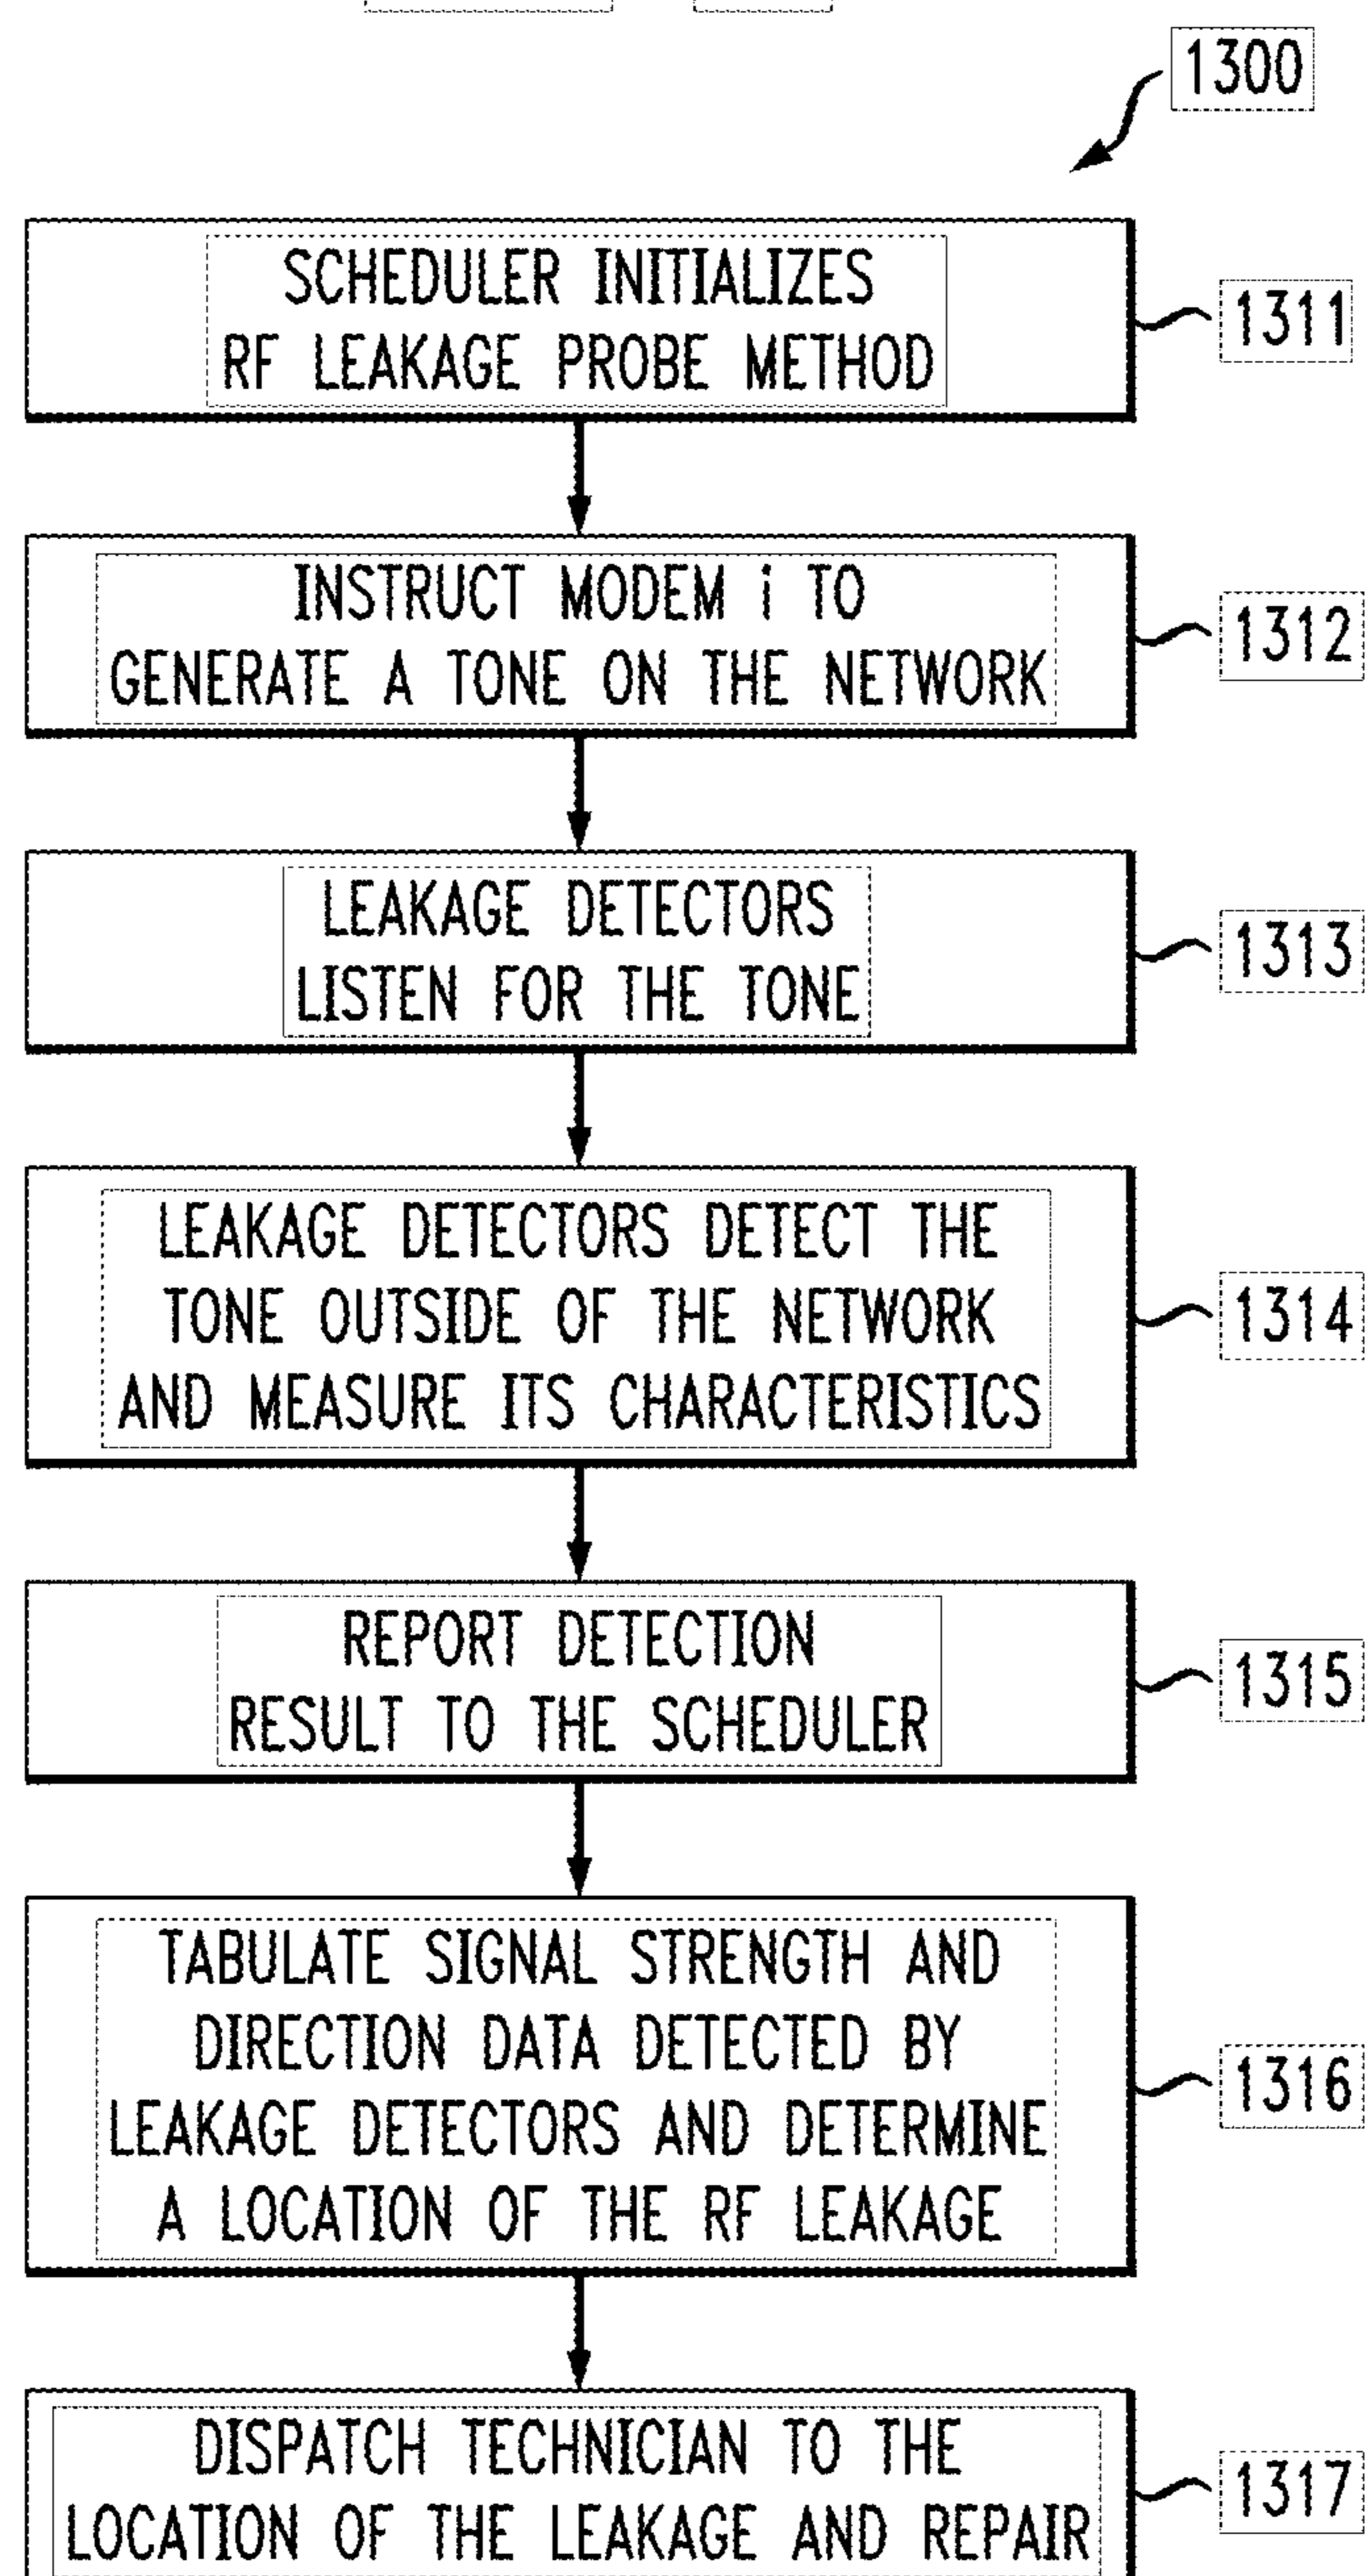 1300
SCHEDULER INITIALIZES
RF LEAKAGE PROBE METHOD
1311
INSTRUCT MODEM i TO
GENERATE A TONE ON THE NETWORK
1312
LEAKAGE DETECTORS
LISTEN FOR THE TONE
1313
LEAKAGE DETECTORS DETECT THE
TONE OUTSIDE OF THE NETWORK
AND MEASURE ITS CHARACTERISTICS
1314
REPORT DETECTION
RESULT TO THE SCHEDULER
1315
TABULATE SIGNAL STRENGTH AND
DIRECTION DATA DETECTED BY
LEAKAGE DETECTORS AND DETERMINE
A LOCATION OF THE RF LEAKAGE
1316
DISPATCH TECHNICIAN TO THE
LOCATION OF THE LEAKAGE AND REPAIR
1317